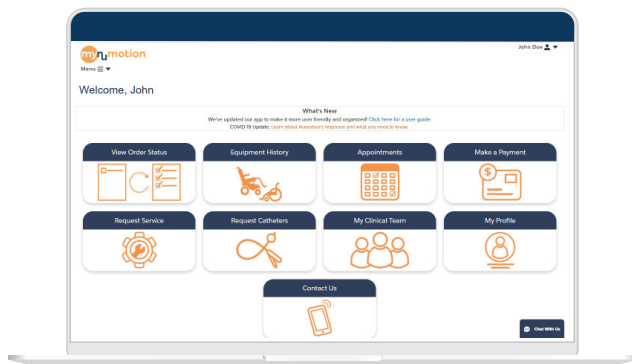 John Doe
mynumotion
Menu
Welcome, John
What's New
We've updated our app to make it more user friendly and organized! Click here for a user guide.
COVID-19 Update: Learn about Numotion's response and what you need to know.
View Order Status
Equipment History
Appointments
Make a Payment
$
Request Service
Request Catheters
My Clinical Team
My Profile
Contact Us
Chat With Us